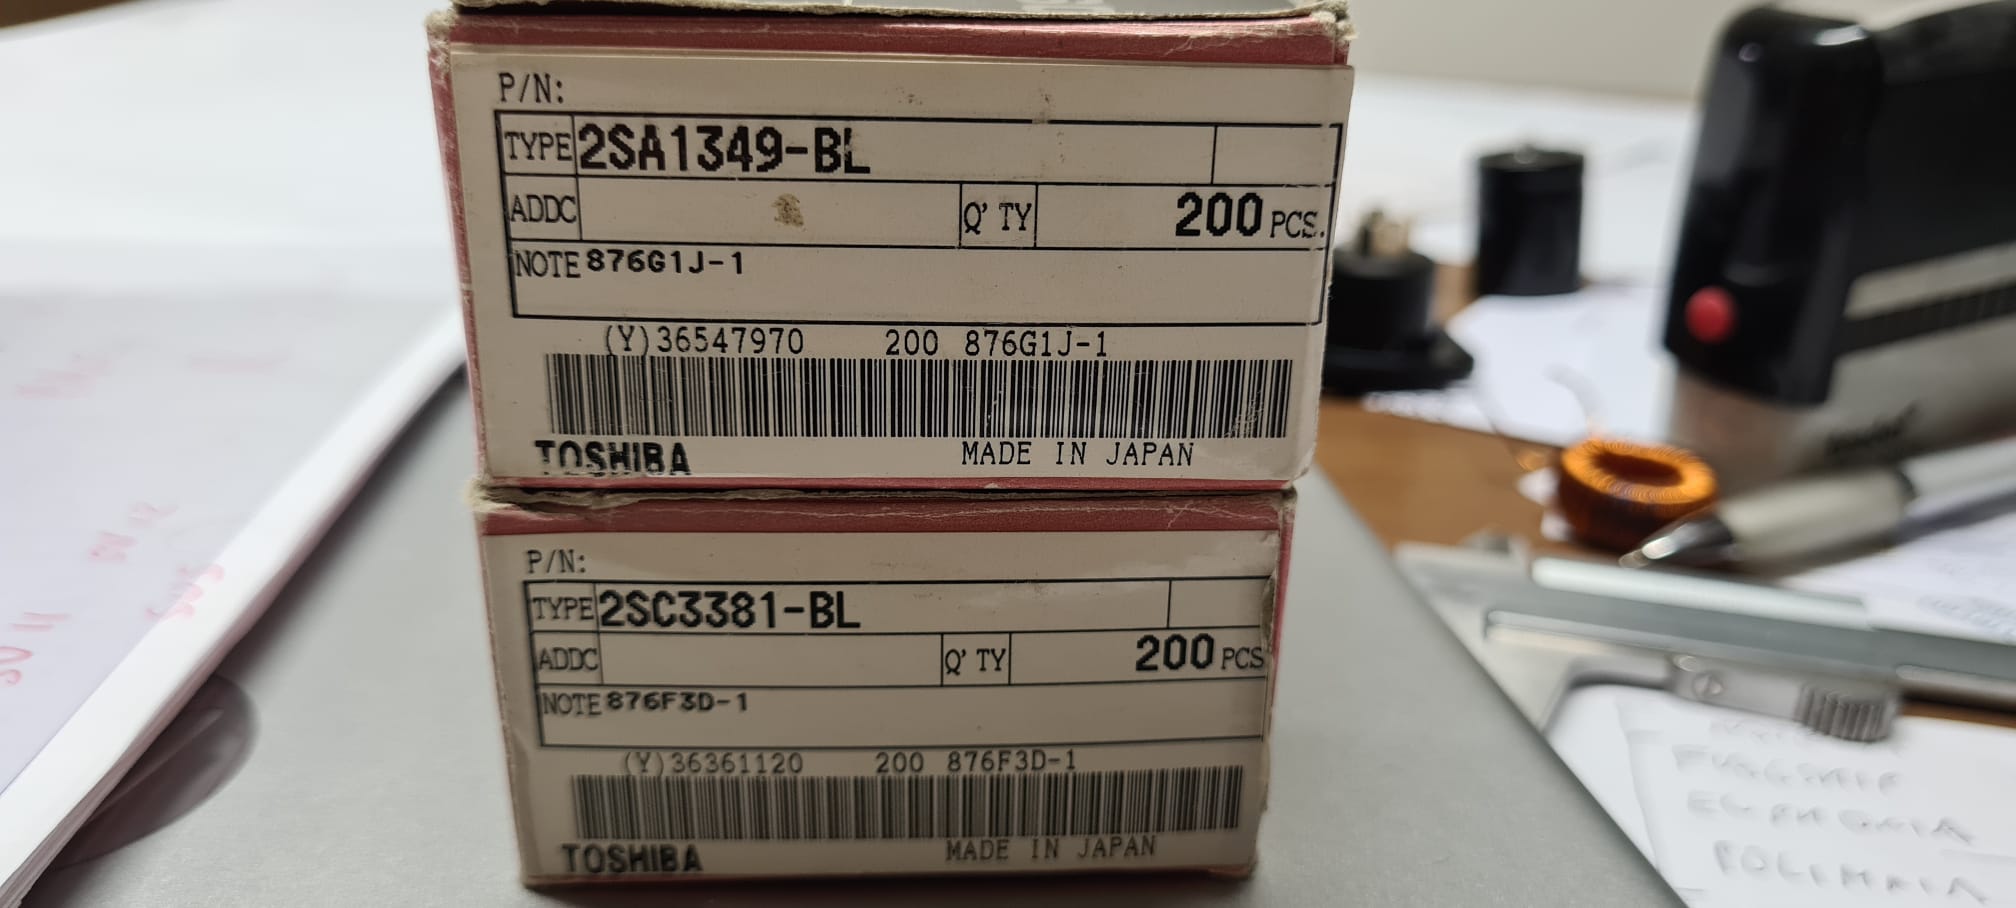 P/N:
TYPE 2SA1349-BL
ADDC Q' TY 200 PCS.
NOTE 876G1J-1
(Y)36547970 200 876G1J-1
TOSHIBA MADE IN JAPAN
P/N:
TYPE 2SC3381-BL
ADDC Q' TY 200 PCS
NOTE 876F3D-1
(Y)36361120 200 876F3D-1
TOSHIBA MADE IN JAPAN